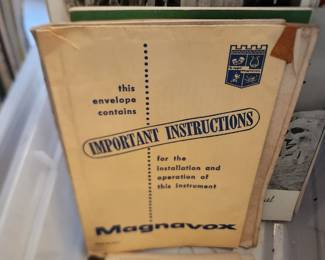 this
envelope
contains
IMPORTANT INSTRUCTIONS
for the
installation and
operation of
this instrument
Magnavox